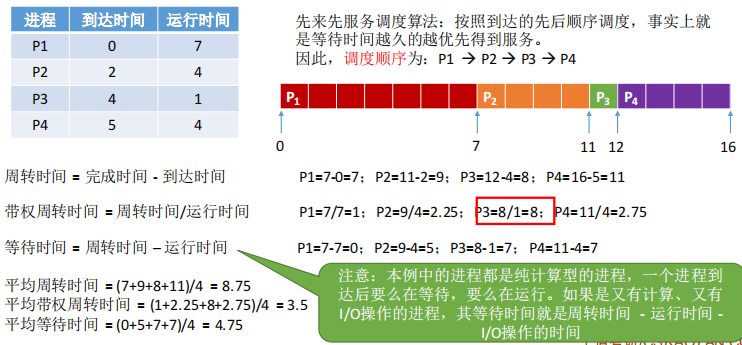 进程 到达时间 运行时间
P1 0 7
P2 2 4
P3 4 1
P4 5 4
先来先服务调度算法：按照到达的先后顺序调度，事实上就
是等待时间越久的越优先得到服务。
因此，调度顺序为：P1 → P2 → P3 → P4
P1 P2 P3 P4
0 7 11 12 16
周转时间 = 完成时间 - 到达时间 P1=7-0=7；P2=11-2=9；P3=12-4=8；P4=16-5=11
带权周转时间 = 周转时间/运行时间 P1=7/7=1；P2=9/4=2.25；P3=8/1=8；P4=11/4=2.75
等待时间 = 周转时间 – 运行时间 P1=7-7=0；P2=9-4=5；P3=8-1=7；P4=11-4=7
平均周转时间 = (7+9+8+11)/4 = 8.75
平均带权周转时间 = (1+2.25+8+2.75)/4 = 3.5
平均等待时间 = (0+5+7+7)/4 = 4.75
注意：本例中的进程都是纯计算型的进程，一个进程到
达后要么在等待，要么在运行。如果是又有计算、又有
I/O操作的进程，其等待时间就是周转时间 - 运行时间 -
I/O操作的时间